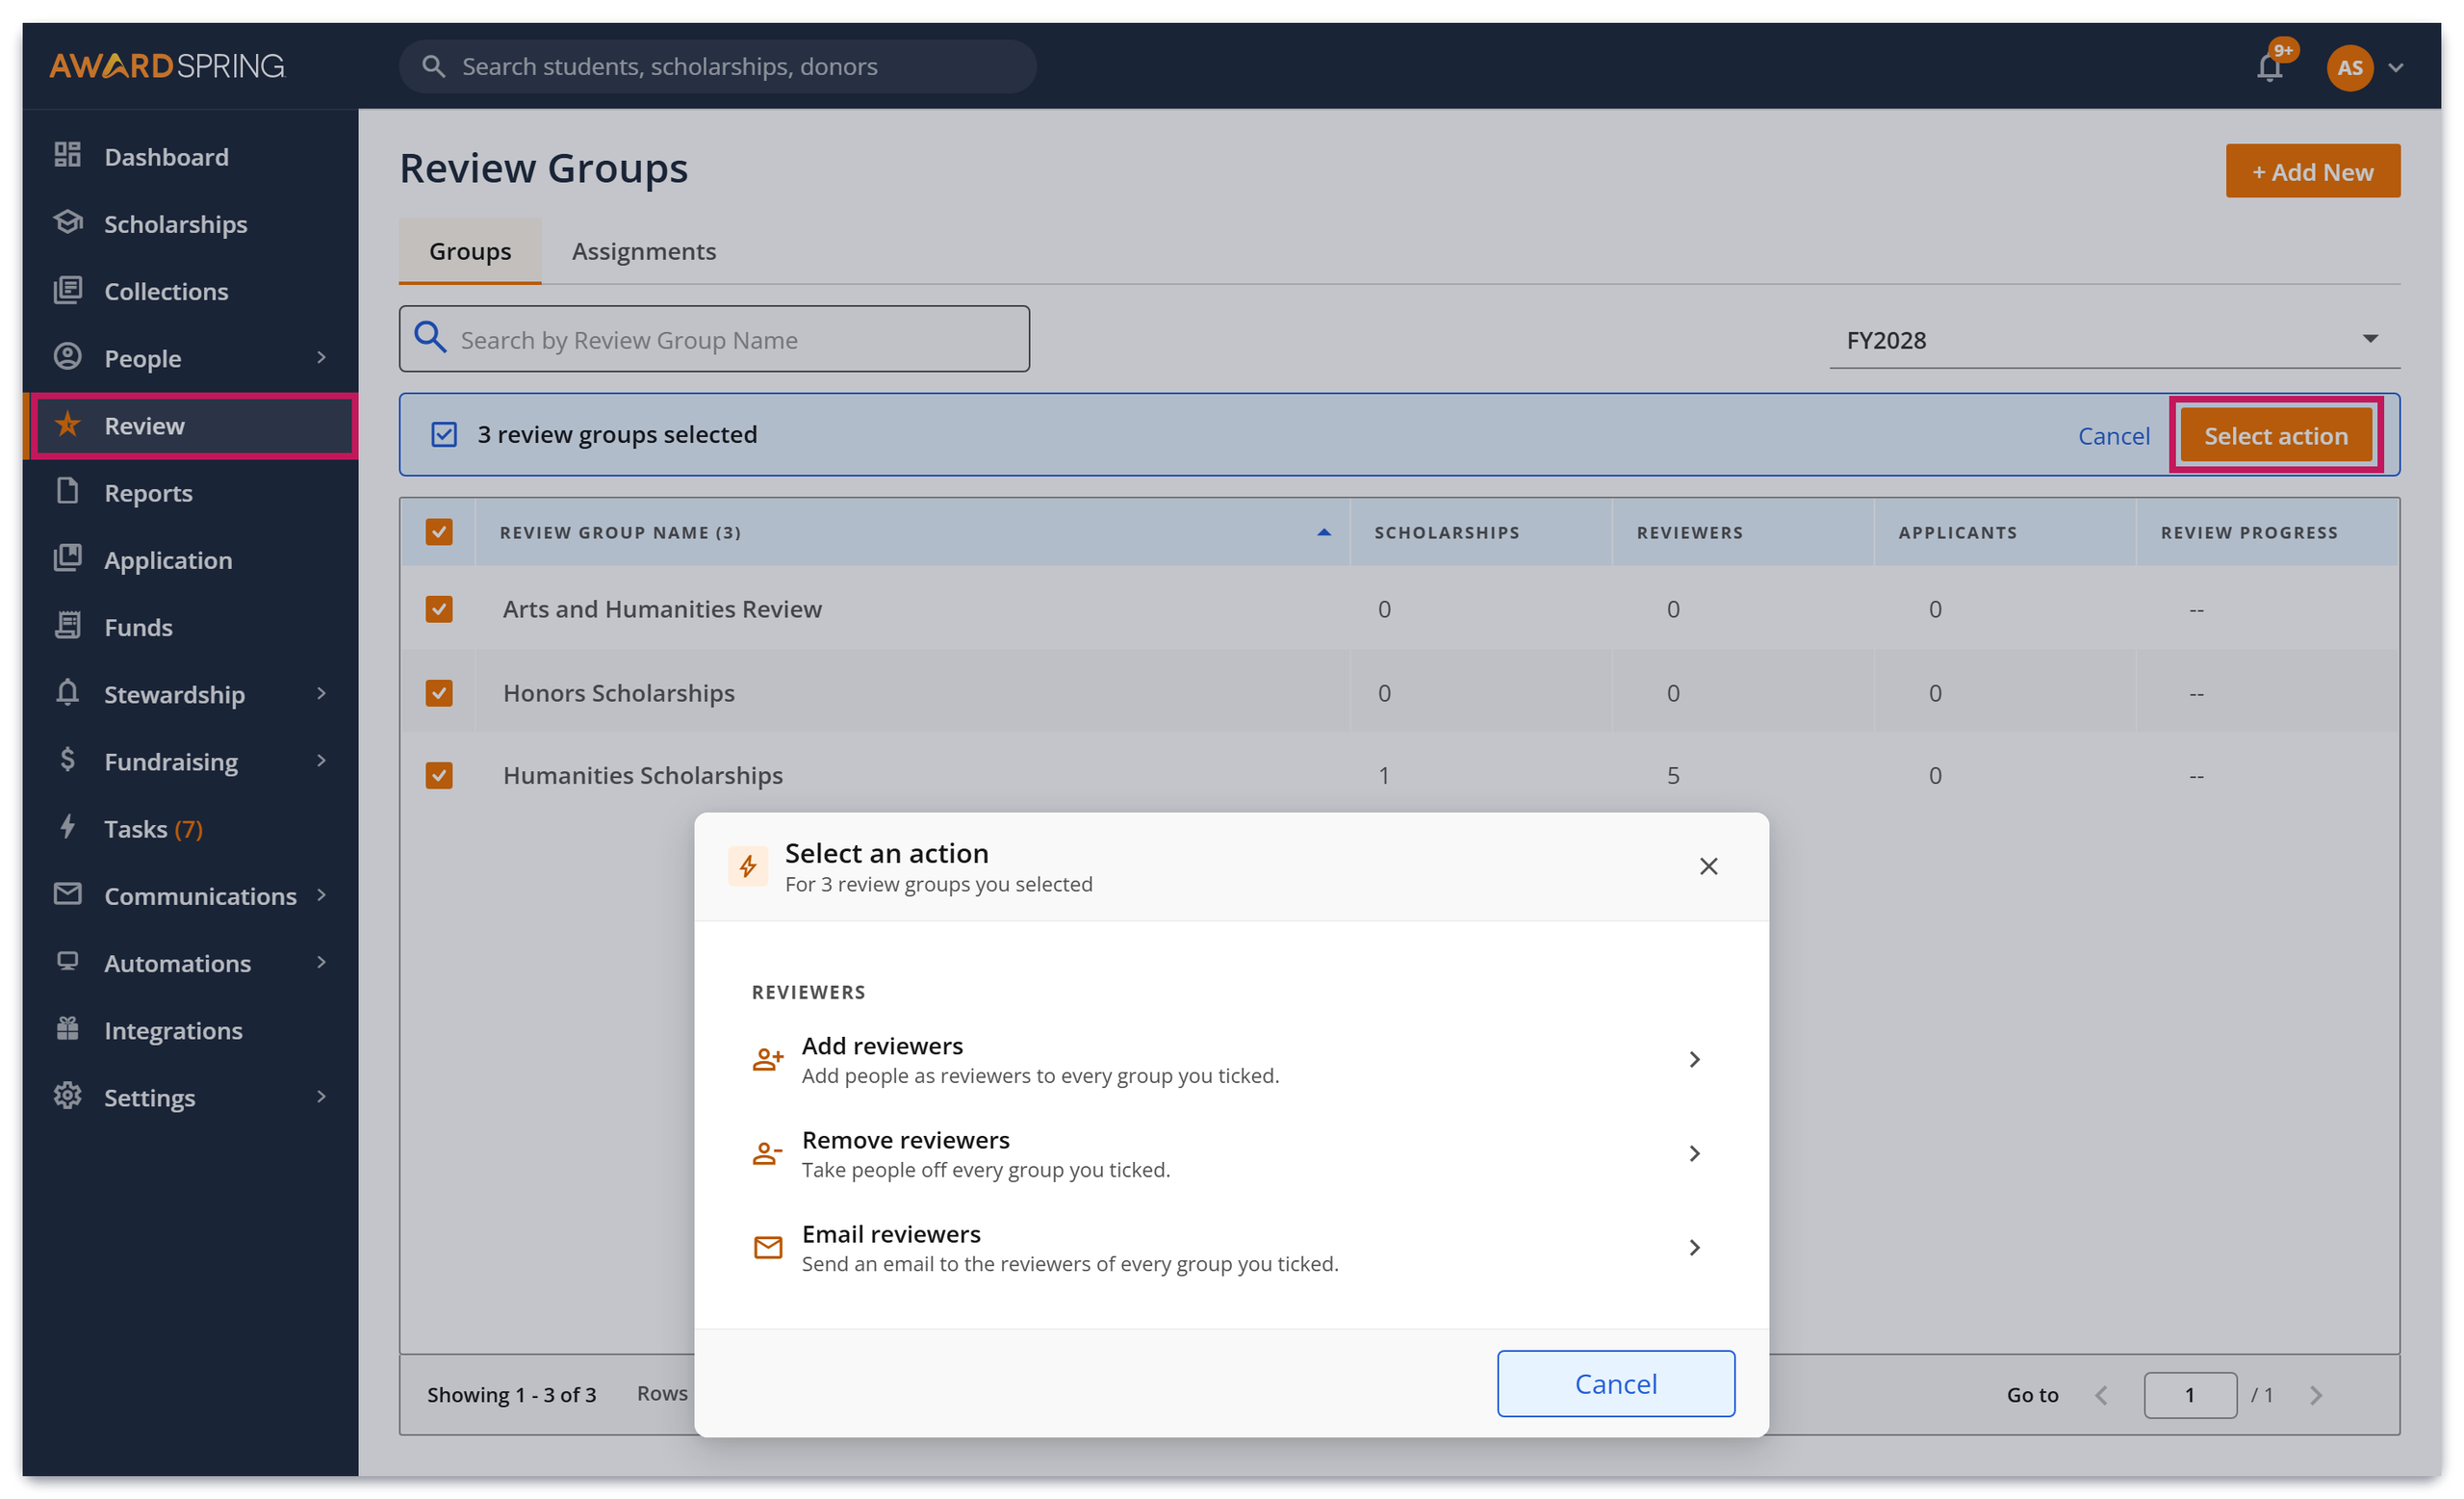 AWARDSPRING
Search students, scholarships, donors
9+
AS
Dashboard
Scholarships
Collections
People
Review
Reports
Application
Funds
Stewardship
Fundraising
Tasks (7)
Communications
Automations
Integrations
Settings
Review Groups
+ Add New
Groups
Assignments
Search by Review Group Name
FY2028
3 review groups selected
Cancel
Select action
REVIEW GROUP NAME (3) SCHOLARSHIPS REVIEWERS APPLICANTS REVIEW PROGRESS
Arts and Humanities Review 0 0 0 --
Honors Scholarships 0 0 0 --
Humanities Scholarships 1 5 0 --
Select an action
For 3 review groups you selected
REVIEWERS
Add reviewers
Add people as reviewers to every group you ticked.
Remove reviewers
Take people off every group you ticked.
Email reviewers
Send an email to the reviewers of every group you ticked.
Cancel
Showing 1 - 3 of 3 Rows
Go to 1 / 1